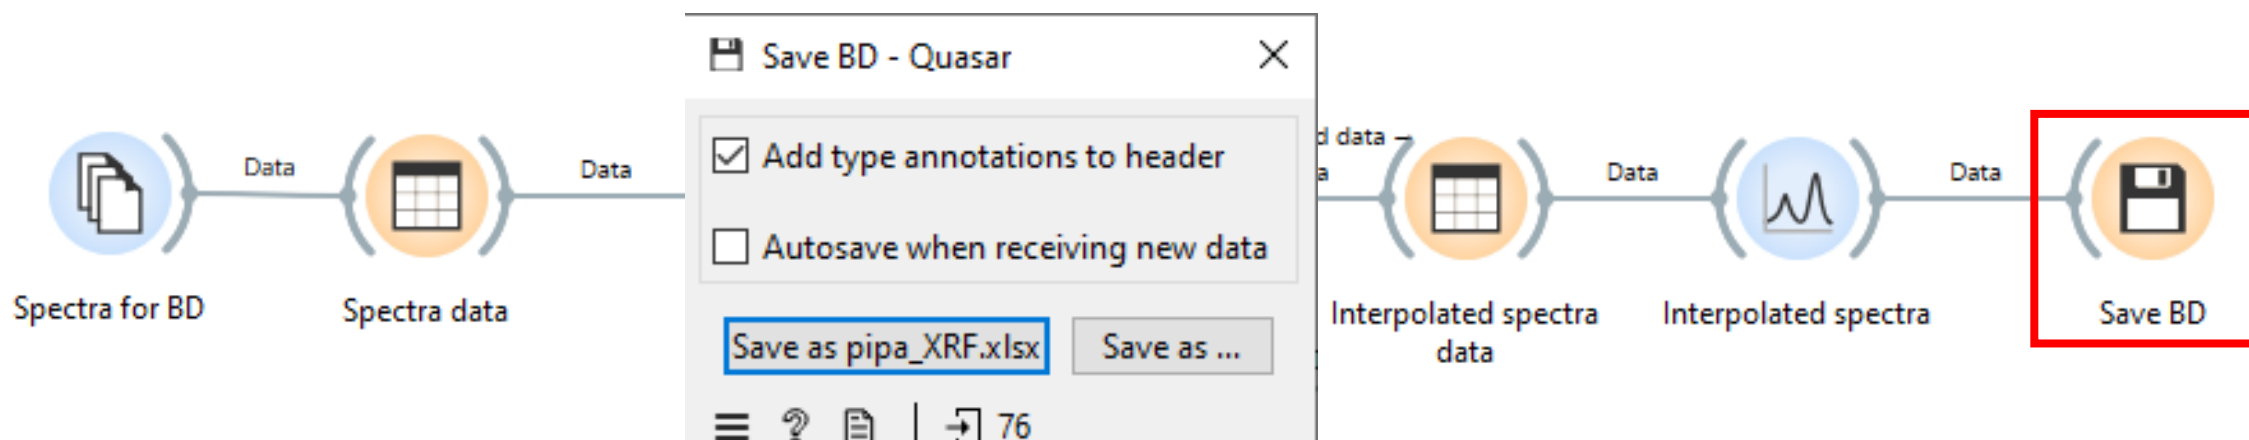 Data
Spectra for BD
Spectra data
Data
Save BD - Quasar
Add type annotations to header
Autosave when receiving new data
Save as pipa_XRF.xlsx
Save as ...
76
d data →
a
Interpolated spectra
data
Data
Interpolated spectra
Data
Save BD